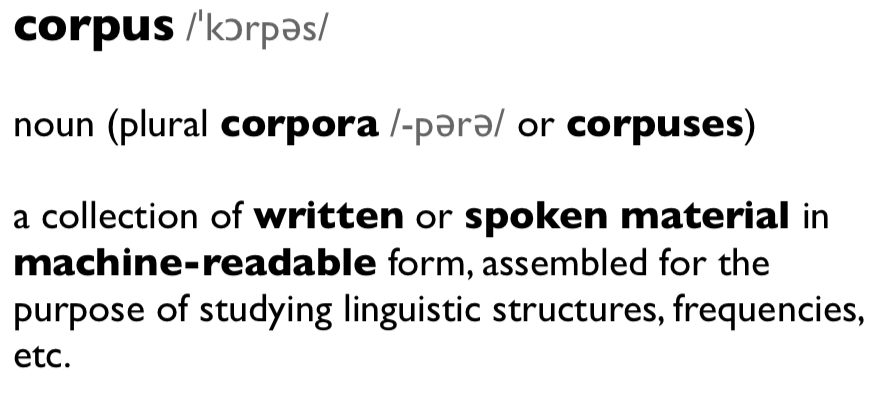 corpus /ˈkɔrpəs/
noun (plural corpora /-pərə/ or corpuses)
a collection of written or spoken material in
machine-readable form, assembled for the
purpose of studying linguistic structures, frequencies,
etc.